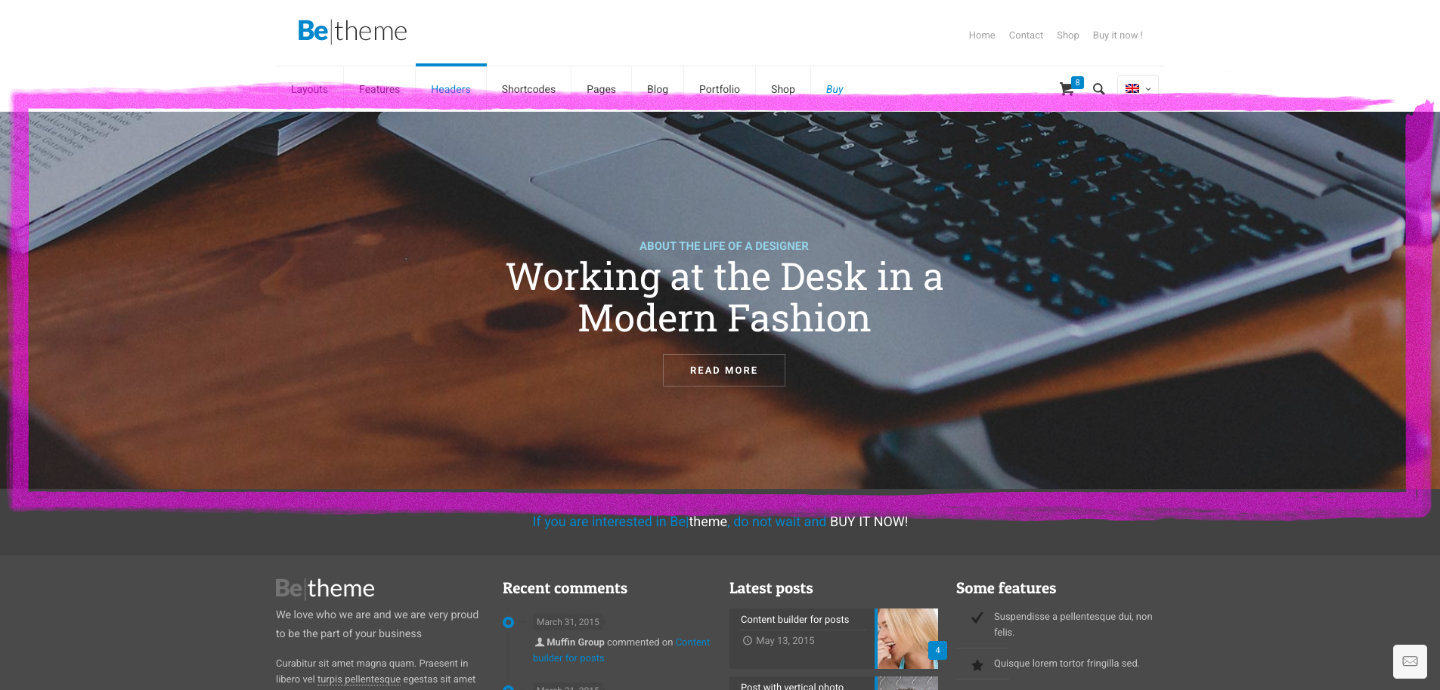 Be|theme
Home Contact Shop Buy it now !
Layouts Features Headers Shortcodes Pages Blog Portfolio Shop Buy
8
ABOUT THE LIFE OF A DESIGNER
Working at the Desk in a
Modern Fashion
READ MORE
If you are interested in Be|theme, do not wait and BUY IT NOW!
Be|theme
We love who we are and we are very proud
to be the part of your business
Curabitur sit amet magna quam. Praesent in
libero vel turpis pellentesque egestas sit amet
Recent comments
March 31, 2015
Muffin Group commented on Content
builder for posts
March 31, 2015
Latest posts
Content builder for posts
May 13, 2015
4
Post with vertical photo
Some features
Suspendisse a pellentesque dui, non
felis.
Quisque lorem tortor fringilla sed.